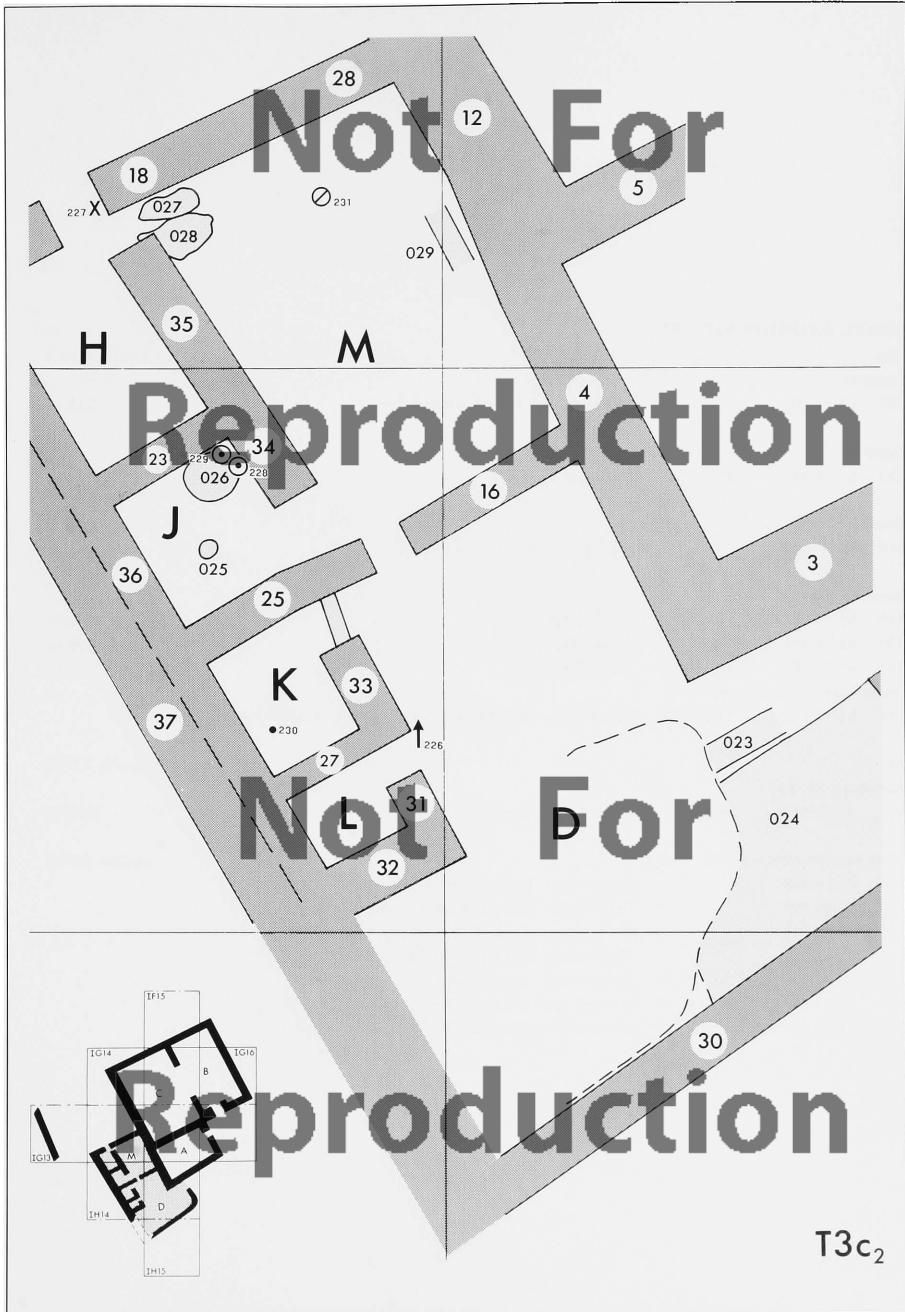 28
Not For
12
18
5
027
227 X
231
028
029
35
H
M
Reproduction
4
34
23
229
228
026
16
J
025
36
3
25
K
33
37
230
226
27
023
Not For
31
L
D
024
32
30
IF15
IG14
IG16
B
C
Reproduction
IG13
M
A
D
IH14
IH15
T3c₂